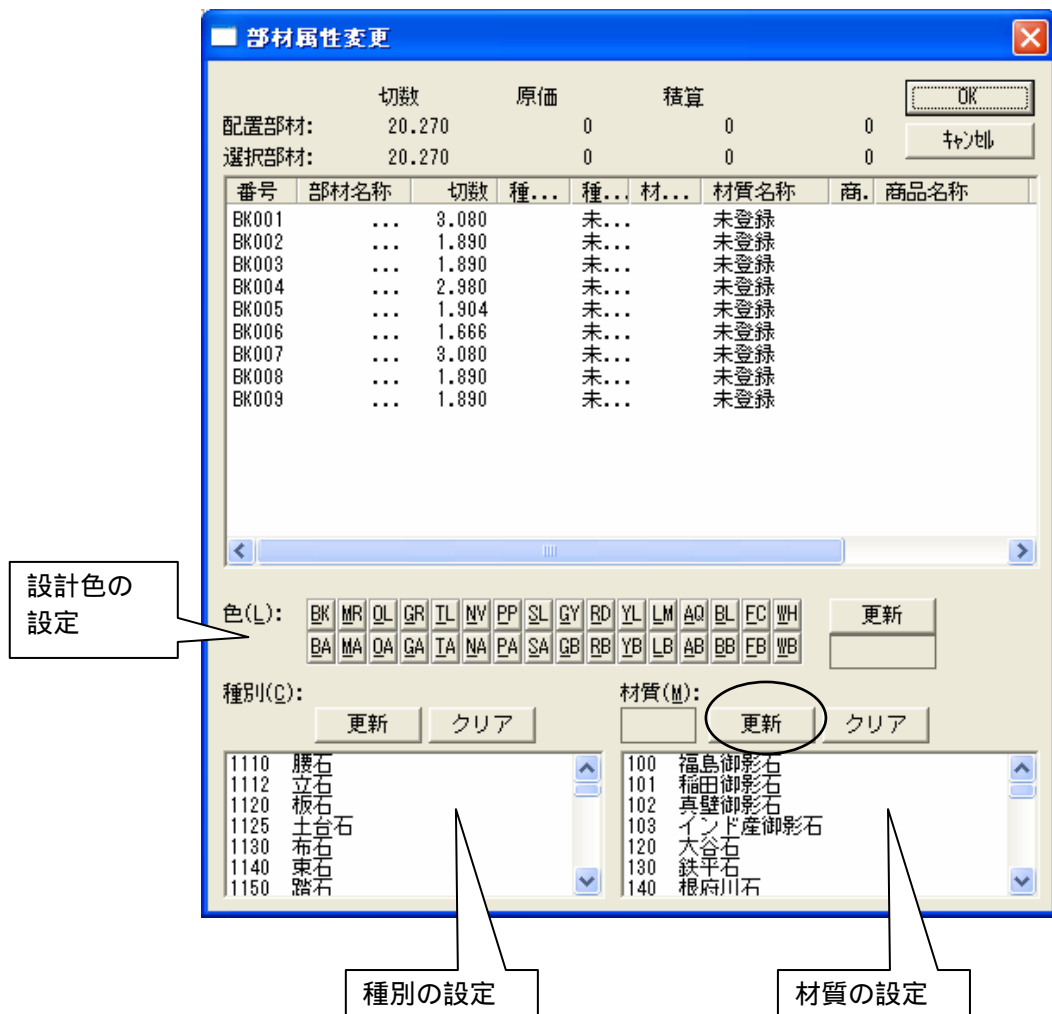 部材属性変更
切数 原価 積算
OK
配置部材: 20.270 0 0 0
キャンセル
選択部材: 20.270 0 0 0
番号 部材名称 切数 種... 種... 材... 材質名称 商. 商品名称
BK001 ... 3.080 未... 未登録
BK002 ... 1.890 未... 未登録
BK003 ... 1.890 未... 未登録
BK004 ... 2.980 未... 未登録
BK005 ... 1.904 未... 未登録
BK006 ... 1.666 未... 未登録
BK007 ... 3.080 未... 未登録
BK008 ... 1.890 未... 未登録
BK009 ... 1.890 未... 未登録
設計色の
設定
色(L): BK MR OL GR TL NV PP SL GY RD YL LM AQ BL FC WH 更新
BA MA OA GA TA NA PA SA GB RB YB LB AB BB FB WB
種別(C): 材質(M):
更新 クリア 更新 クリア
1110 腰石
1112 立石
1120 板石
1125 土台石
1130 布石
1140 束石
1150 踏石
100 福島御影石
101 稲田御影石
102 真壁御影石
103 インド産御影石
120 大谷石
130 鉄平石
140 根府川石
種別の設定
材質の設定